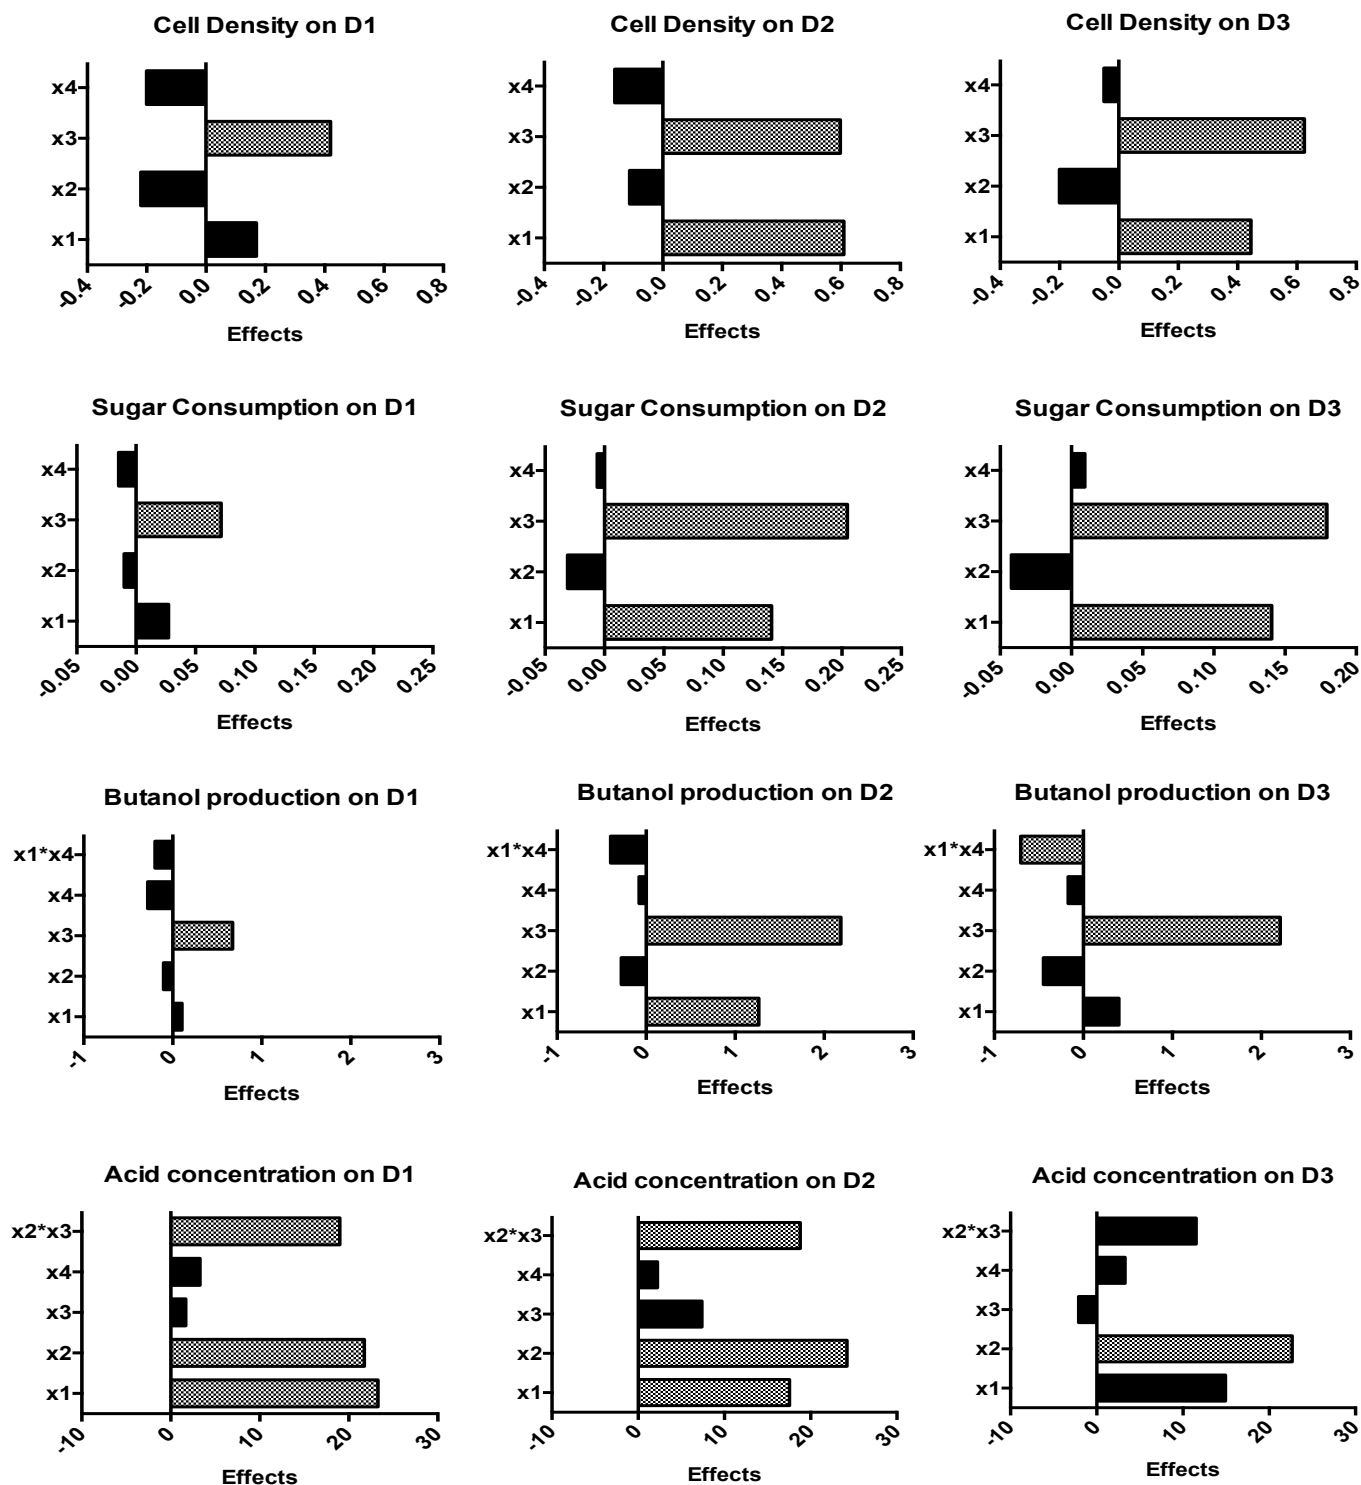 Cell Density on D1
x4
x3
x2
x1
-0.4 -0.2 0.0 0.2 0.4 0.6 0.8
Effects
Cell Density on D2
x4
x3
x2
x1
-0.4 -0.2 0.0 0.2 0.4 0.6 0.8
Effects
Cell Density on D3
x4
x3
x2
x1
-0.4 -0.2 0.0 0.2 0.4 0.6 0.8
Effects
Sugar Consumption on D1
x4
x3
x2
x1
-0.05 0.00 0.05 0.10 0.15 0.20 0.25
Effects
Sugar Consumption on D2
x4
x3
x2
x1
-0.05 0.00 0.05 0.10 0.15 0.20 0.25
Effects
Sugar Consumption on D3
x4
x3
x2
x1
-0.05 0.00 0.05 0.10 0.15 0.20
Effects
Butanol production on D1
x1*x4
x4
x3
x2
x1
-1 0 1 2 3
Effects
Butanol production on D2
x1*x4
x4
x3
x2
x1
-1 0 1 2 3
Effects
Butanol production on D3
x1*x4
x4
x3
x2
x1
-1 0 1 2 3
Effects
Acid concentration on D1
x2*x3
x4
x3
x2
x1
-10 0 10 20 30
Effects
Acid concentration on D2
x2*x3
x4
x3
x2
x1
-10 0 10 20 30
Effects
Acid concentration on D3
x2*x3
x4
x3
x2
x1
-10 0 10 20 30
Effects